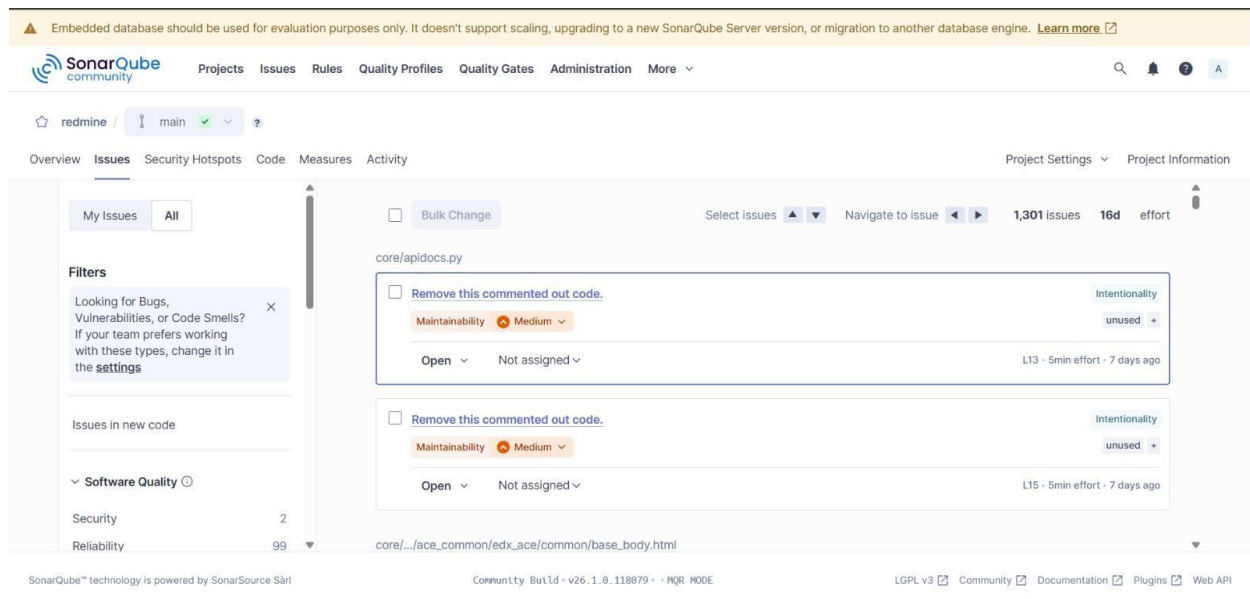 Embedded database should be used for evaluation purposes only. It doesn't support scaling, upgrading to a new SonarQube Server version, or migration to another database engine. Learn more
SonarQube
community
Projects Issues Rules Quality Profiles Quality Gates Administration More
A
redmine / main ?
Overview Issues Security Hotspots Code Measures Activity
Project Settings Project Information
My Issues All
Filters
Looking for Bugs,
Vulnerabilities, or Code Smells?
If your team prefers working
with these types, change it in
the settings
Issues in new code
Software Quality
Security 2
Reliability 99
Bulk Change
Select issues Navigate to issue 1,301 issues 16d effort
core/apidocs.py
Remove this commented out code. Intentionality
Maintainability Medium unused +
Open Not assigned L13 • 5min effort • 7 days ago
Remove this commented out code. Intentionality
Maintainability Medium unused +
Open Not assigned L15 • 5min effort • 7 days ago
core/.../ace_common/edx_ace/common/base_body.html
SonarQube™ technology is powered by SonarSource Sàrl
Community Build • v26.1.0.118079 • • MQR MODE
LGPL v3 Community Documentation Plugins Web API